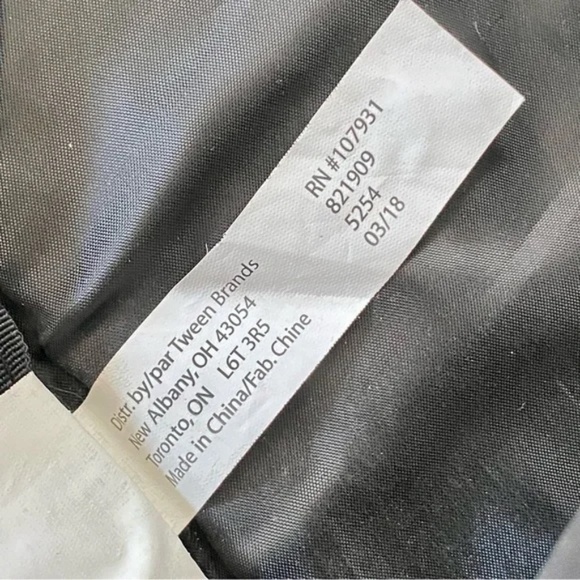 RN #107931
821909
5254
03/18
Distr. by/par Tween Brands
New Albany, OH 43054
Toronto, ON L6T 3R5
Made in China/Fab. Chine